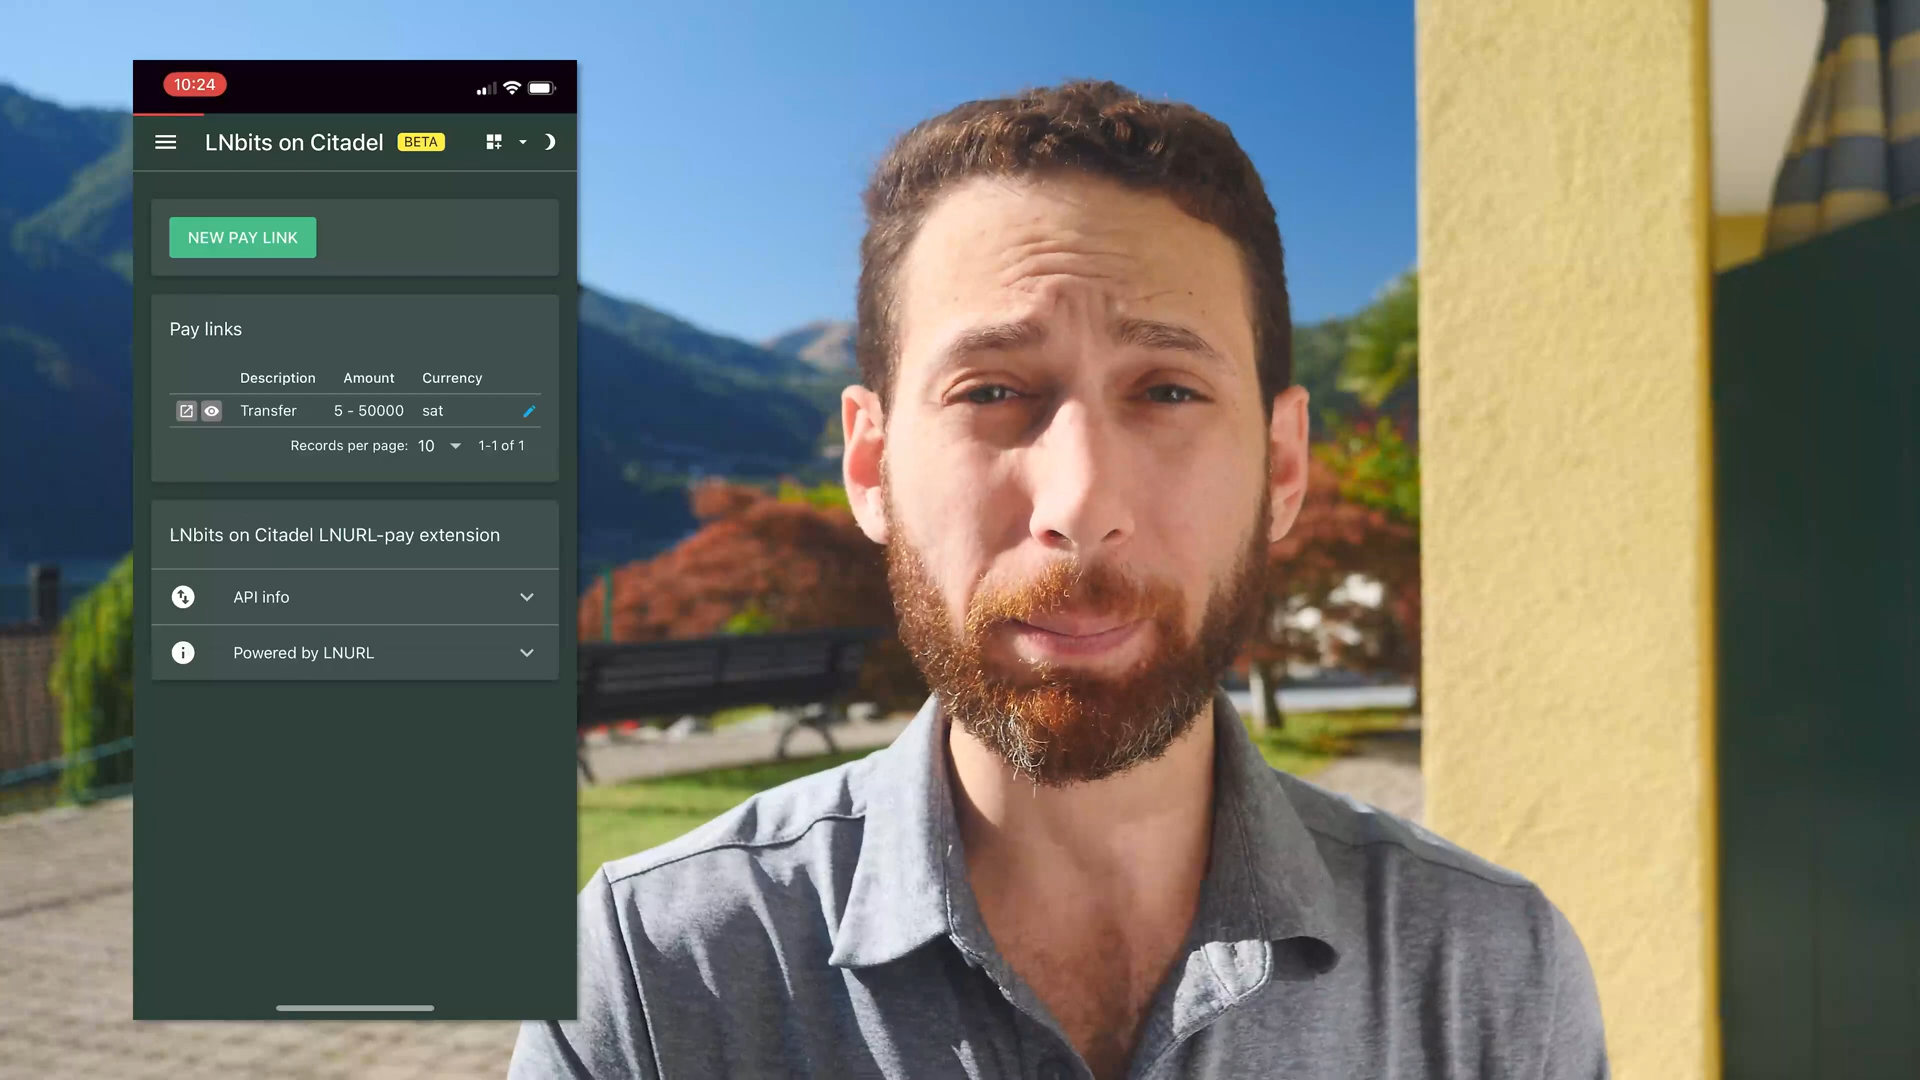 10:24
LNbits on Citadel BETA
NEW PAY LINK
Pay links
Description Amount Currency
Transfer 5 - 50000 sat
Records per page: 10 1-1 of 1
LNbits on Citadel LNURL-pay extension
API info
Powered by LNURL